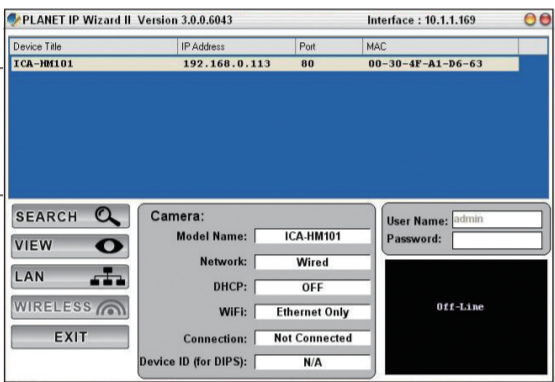 PLANET IP Wizard II Version 3.0.0.6043 Interface : 10.1.1.169
Device Title IP Address Port MAC
ICA-HM101 192.168.0.113 80 00-30-4F-A1-D6-63
SEARCH
VIEW
LAN
WIRELESS
EXIT
Camera:
Model Name: ICA-HM101
Network: Wired
DHCP: OFF
WiFi: Ethernet Only
Connection: Not Connected
Device ID (for DIPS): N/A
User Name: admin
Password:
Off-Line